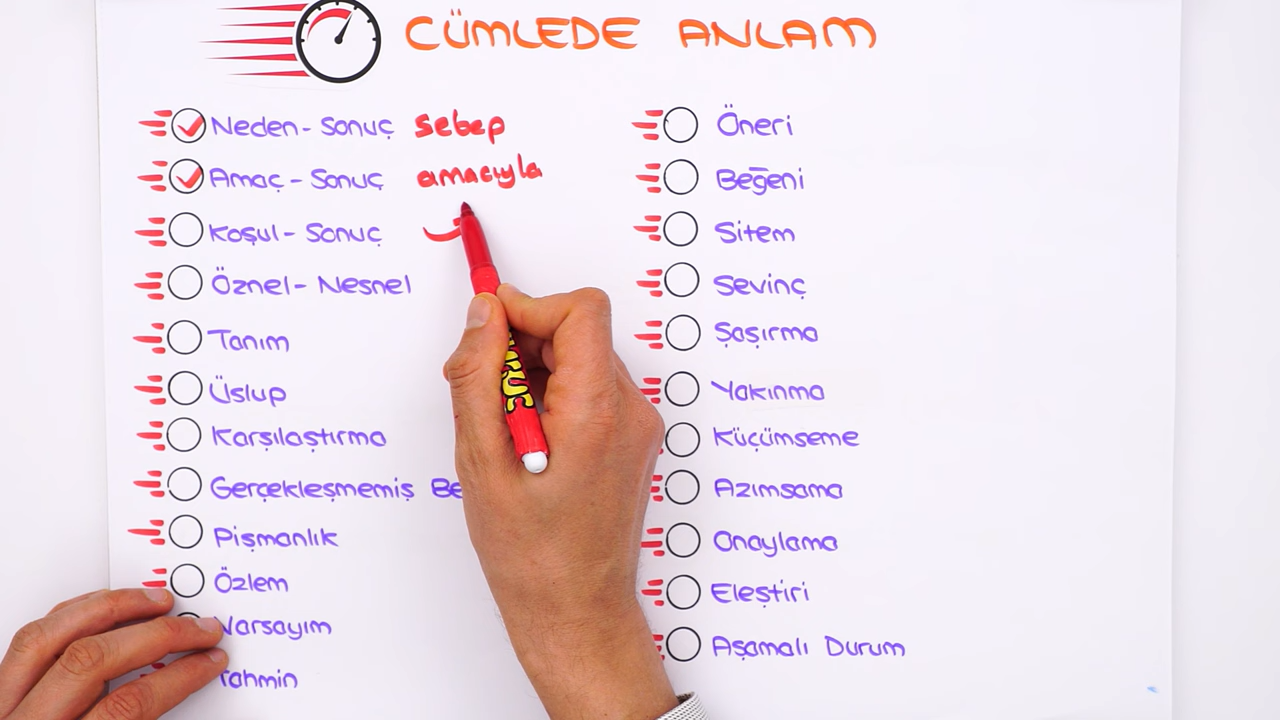 CÜMLEDE ANLAM
Neden-Sonuç sebep
Amaç-Sonuç amacıyla
Koşul-Sonuç
Öznel-Nesnel
Tanım
Üslup
Karşılaştırma
Gerçekleşmemiş
Pişmanlık
Özlem
Varsayım
Tahmin
Öneri
Beğeni
Sitem
Sevinç
Şaşırma
Yakınma
Küçümseme
Azımsama
Onaylama
Eleştiri
Aşamalı Durum